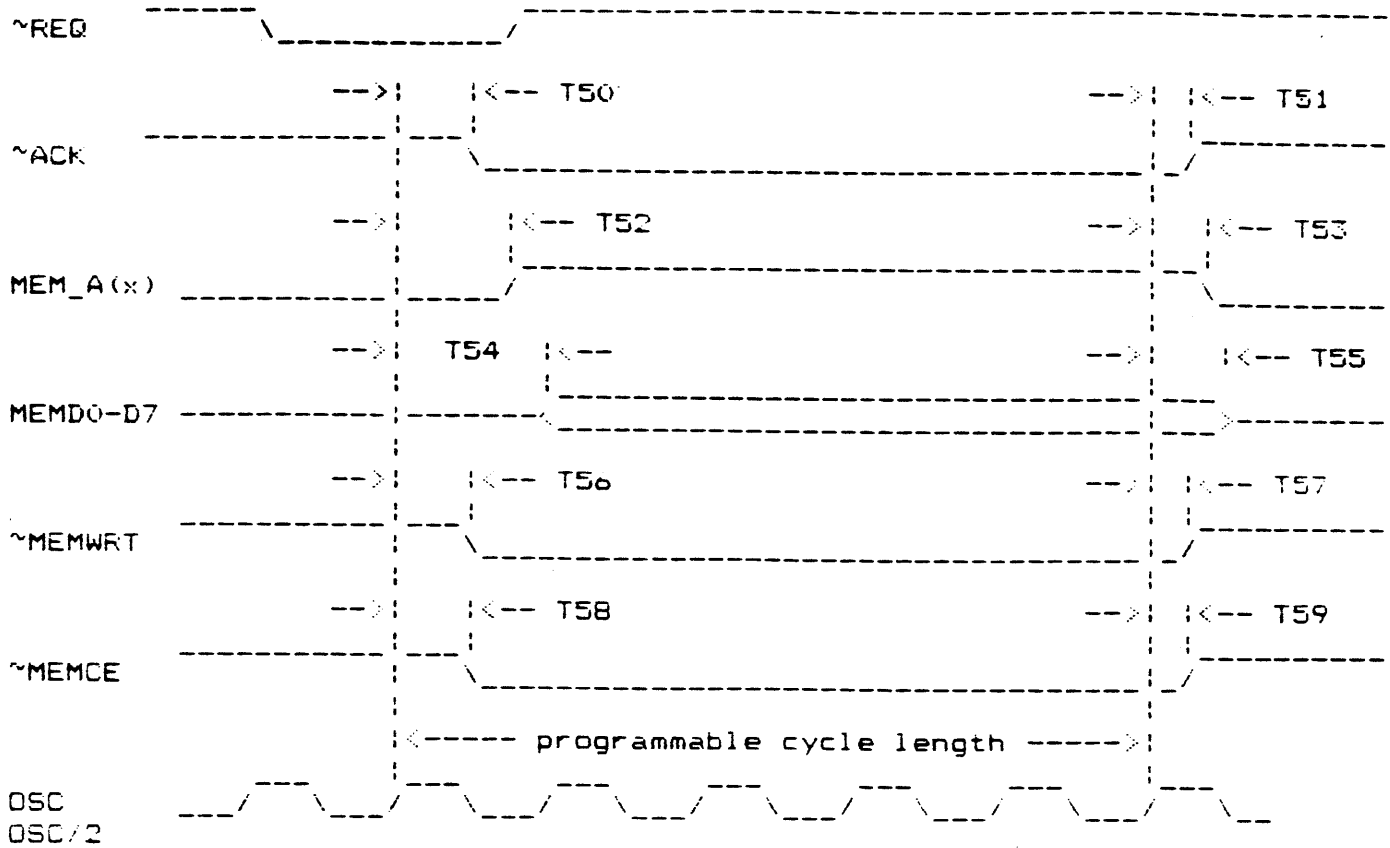 ~REQ
T50
T51
~ACK
T52
T53
MEM_A(x)
T54
T55
MEMD0-D7
T56
T57
~MEMWRT
T58
T59
~MEMCE
programmable cycle length
OSC
OSC/2